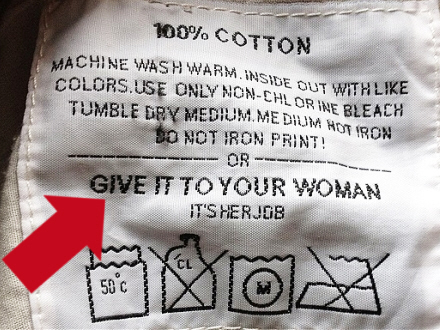 100% COTTON
MACHINE WASH WARM.INSIDE OUT WITH LIKE
COLORS.USE ONLY NON-CHLORINE BLEACH
TUMBLE DRY MEDIUM.MEDIUM HOT IRON
DO NOT IRON PRINT!
OR
GIVE IT TO YOUR WOMAN
IT'S HER JOB
50°C CL M